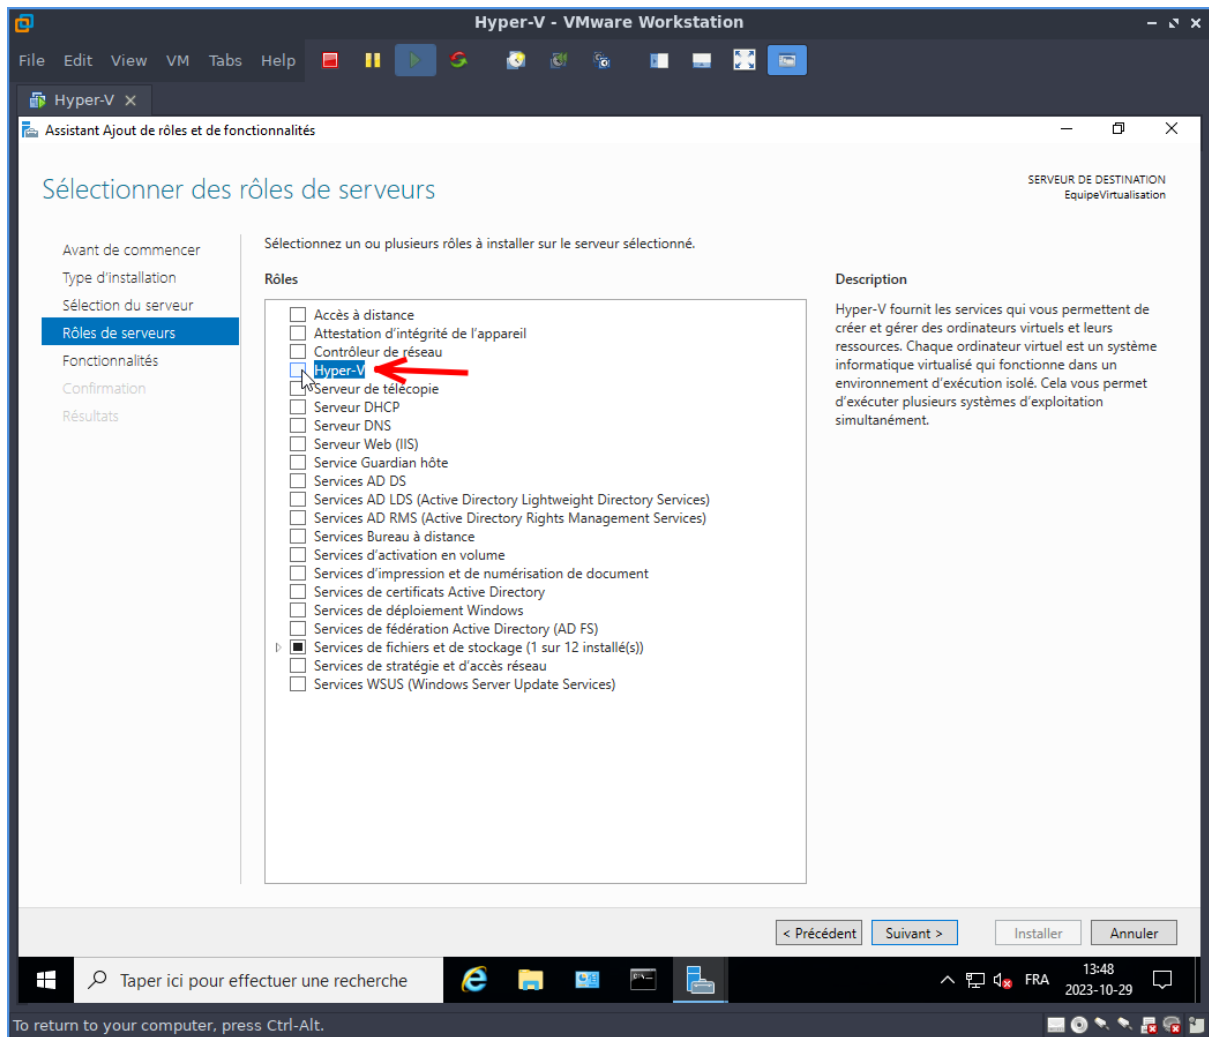 Hyper-V - VMware Workstation
File Edit View VM Tabs Help
Hyper-V
Assistant Ajout de rôles et de fonctionnalités
Sélectionner des rôles de serveurs
SERVEUR DE DESTINATION
EquipeVirtualisation
Avant de commencer
Type d'installation
Sélection du serveur
Rôles de serveurs
Fonctionnalités
Confirmation
Résultats
Sélectionnez un ou plusieurs rôles à installer sur le serveur sélectionné.
Rôles
Accès à distance
Attestation d'intégrité de l'appareil
Contrôleur de réseau
Hyper-V
Serveur de télécopie
Serveur DHCP
Serveur DNS
Serveur Web (IIS)
Service Guardian hôte
Services AD DS
Services AD LDS (Active Directory Lightweight Directory Services)
Services AD RMS (Active Directory Rights Management Services)
Services Bureau à distance
Services d'activation en volume
Services d'impression et de numérisation de document
Services de certificats Active Directory
Services de déploiement Windows
Services de fédération Active Directory (AD FS)
Services de fichiers et de stockage (1 sur 12 installé(s))
Services de stratégie et d'accès réseau
Services WSUS (Windows Server Update Services)
Description
Hyper-V fournit les services qui vous permettent de
créer et gérer des ordinateurs virtuels et leurs
ressources. Chaque ordinateur virtuel est un système
informatique virtualisé qui fonctionne dans un
environnement d'exécution isolé. Cela vous permet
d'exécuter plusieurs systèmes d'exploitation
simultanément.
< Précédent Suivant > Installer Annuler
Taper ici pour effectuer une recherche
FRA
13:48
2023-10-29
To return to your computer, press Ctrl-Alt.